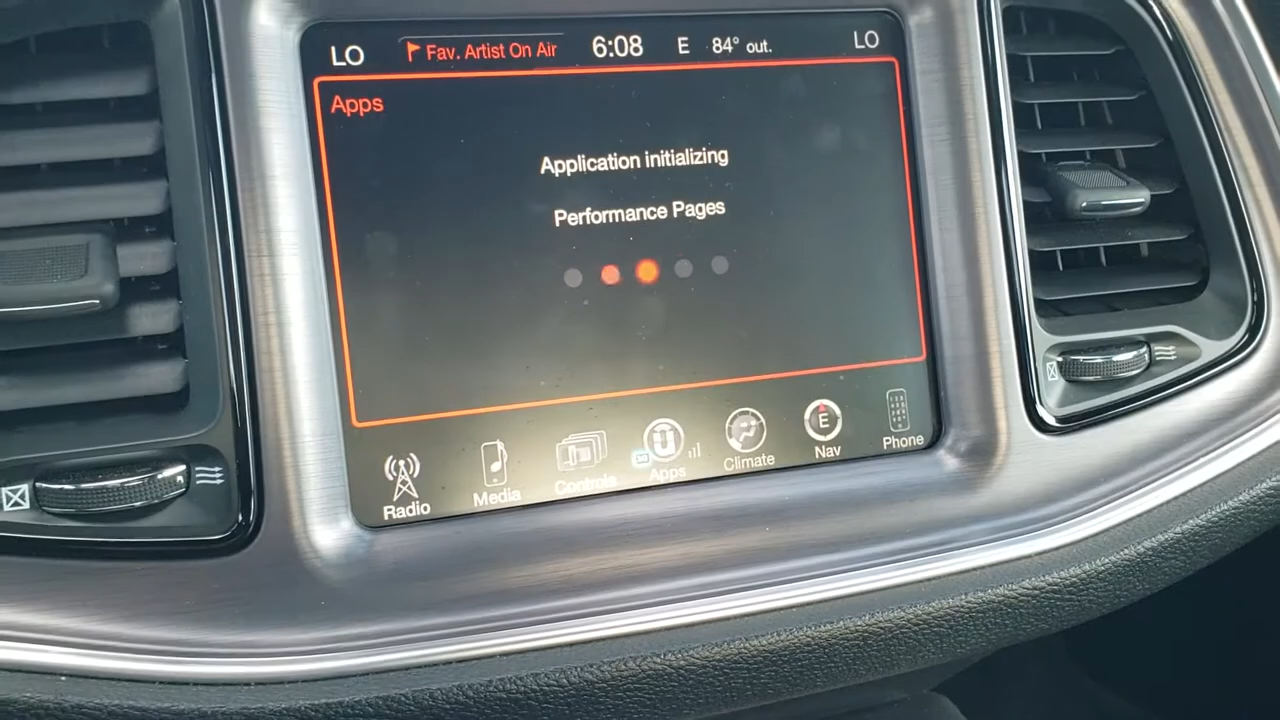 LO Fav. Artist On Air 6:08 E 84° out. LO
Apps
Application initializing
Performance Pages
Radio Media Controls 3G Apps Climate E Nav Phone